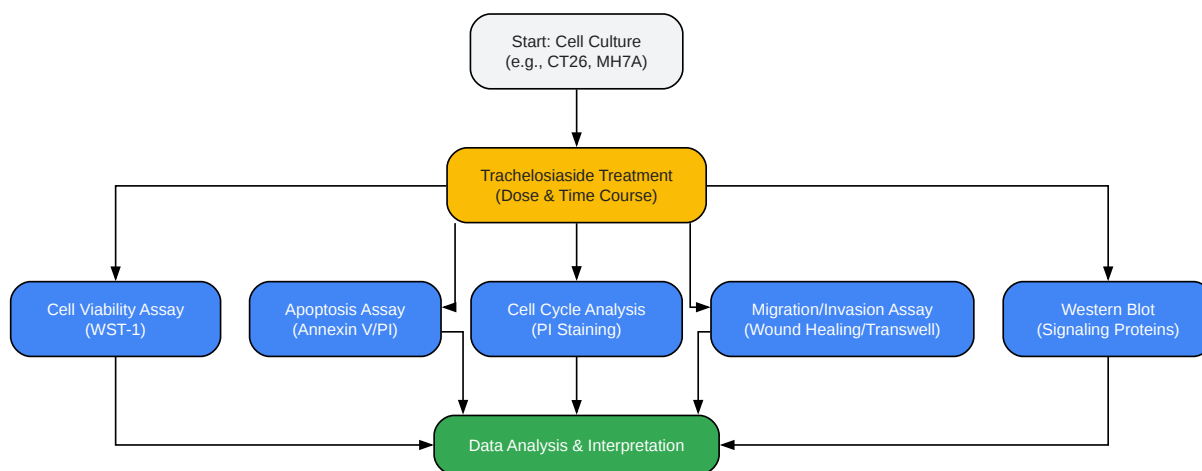 Start: Cell Culture
(e.g., CT26, MH7A)
Trachelosiaside Treatment
(Dose & Time Course)
Cell Viability Assay
(WST-1)
Apoptosis Assay
(Annexin V/PI)
Cell Cycle Analysis
(PI Staining)
Migration/Invasion Assay
(Wound Healing/Transwell)
Western Blot
(Signaling Proteins)
Data Analysis & Interpretation